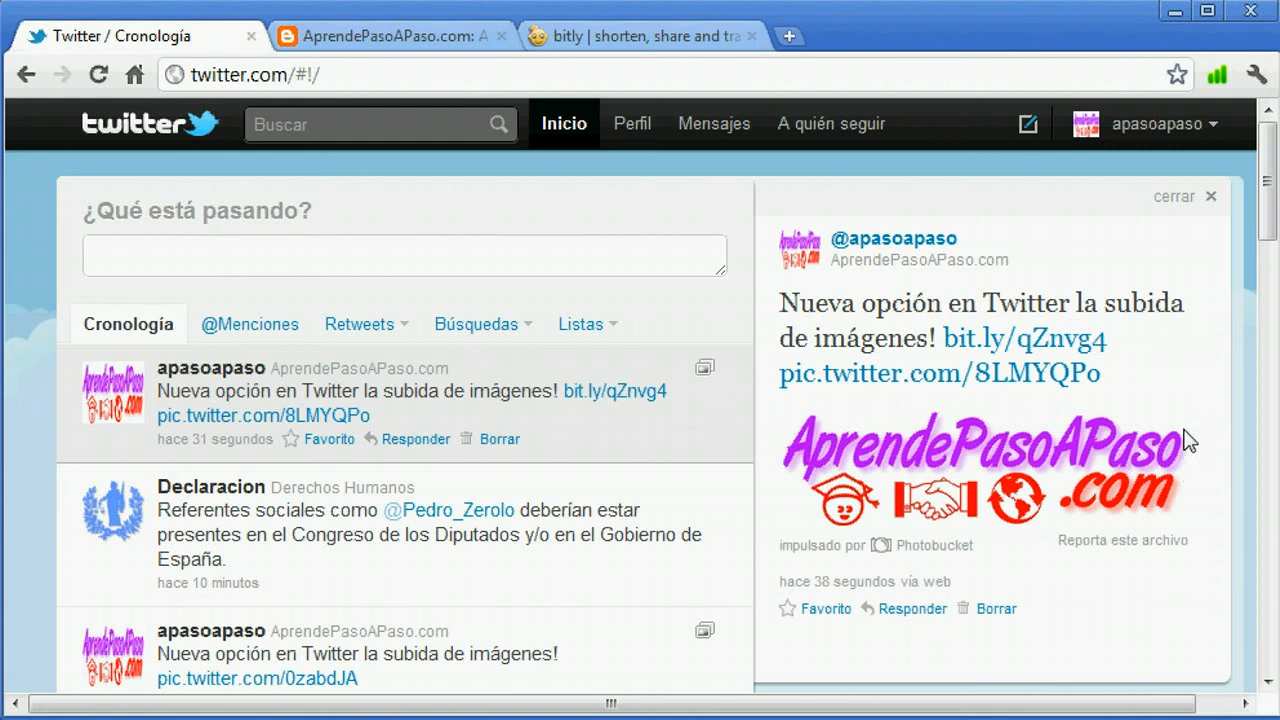 Twitter / Cronología
AprendePasoAPaso.com: A
bitly | shorten, share and tra
twitter.com/#!/
twitter
Buscar
Inicio
Perfil
Mensajes
A quién seguir
apasoapaso
¿Qué está pasando?
Cronología
@Menciones
Retweets
Búsquedas
Listas
apasoapaso AprendePasoAPaso.com
Nueva opción en Twitter la subida de imágenes! bit.ly/qZnvg4
pic.twitter.com/8LMYQPo
hace 31 segundos Favorito Responder Borrar
Declaracion Derechos Humanos
Referentes sociales como @Pedro_Zerolo deberían estar
presentes en el Congreso de los Diputados y/o en el Gobierno de
España.
hace 10 minutos
apasoapaso AprendePasoAPaso.com
Nueva opción en Twitter la subida de imágenes!
pic.twitter.com/0zabdJA
cerrar
@apasoapaso
AprendePasoAPaso.com
Nueva opción en Twitter la subida
de imágenes! bit.ly/qZnvg4
pic.twitter.com/8LMYQPo
AprendePasoAPaso
.com
impulsado por Photobucket
Reporta este archivo
hace 38 segundos vía web
Favorito Responder Borrar